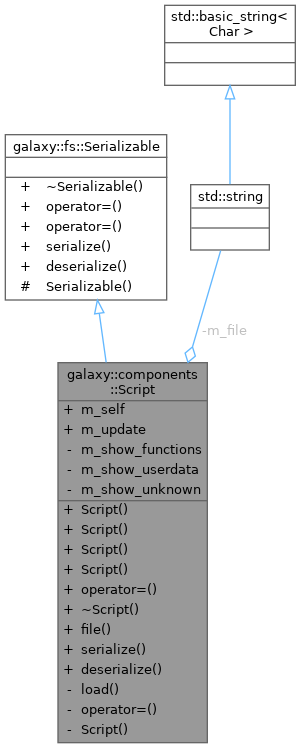 std::basic_string<
Char >
galaxy::fs::Serializable
+ ~Serializable()
+ operator=()
+ operator=()
+ serialize()
+ deserialize()
# Serializable()
std::string
-m_file
galaxy::components
::Script
+ m_self
+ m_update
- m_show_functions
- m_show_userdata
- m_show_unknown
+ Script()
+ Script()
+ Script()
+ Script()
+ operator=()
+ ~Script()
+ file()
+ serialize()
+ deserialize()
- load()
- operator=()
- Script()